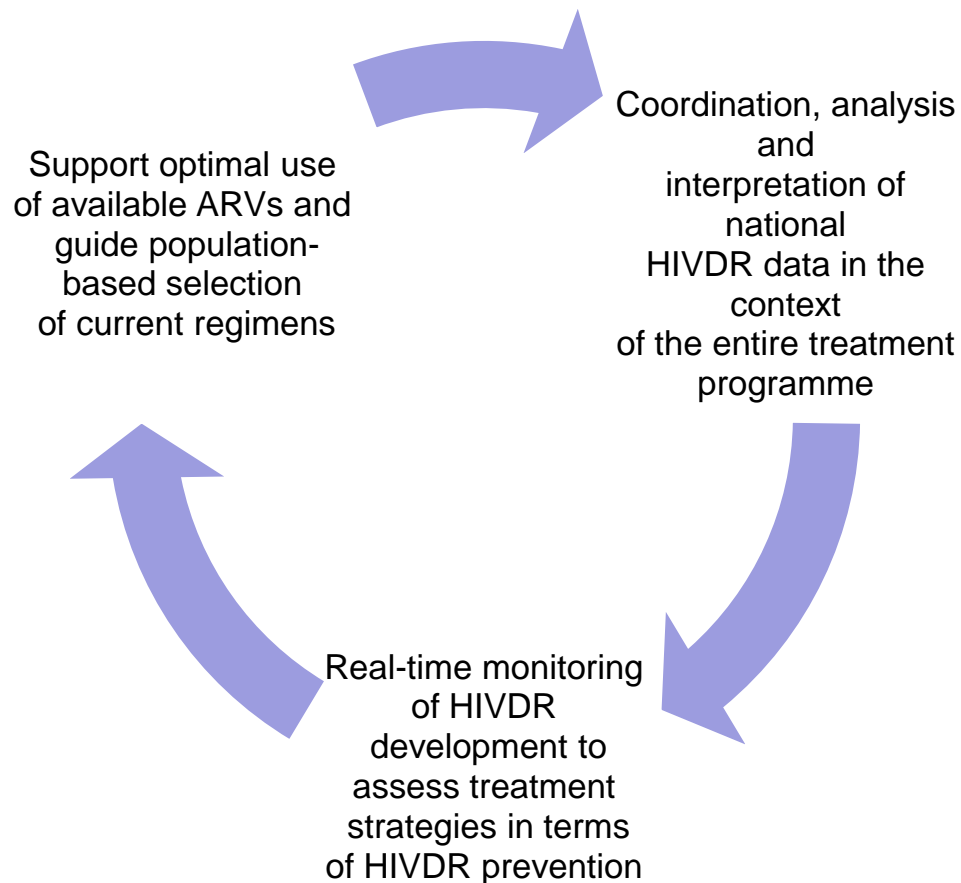 Support optimal use
of available ARVs and
guide population-
based selection
of current regimens
Coordination, analysis
and
interpretation of
national
HIVDR data in the
context
of the entire treatment
programme
Real-time monitoring
of HIVDR
development to
assess treatment
strategies in terms
of HIVDR prevention